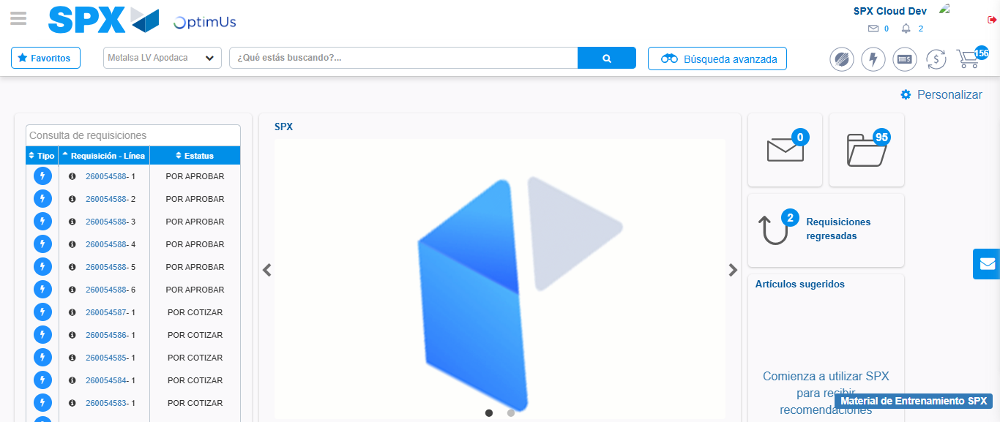 SPX
OptimUs
SPX Cloud Dev
0
2
Favoritos
Metalsa LV Apodaca
¿Qué estás buscando?...
Búsqueda avanzada
$
$
156
Personalizar
Consulta de requisiciones
Tipo Requisición - Línea Estatus
260054588- 1 POR APROBAR
260054588- 2 POR APROBAR
260054588- 3 POR APROBAR
260054588- 4 POR APROBAR
260054588- 5 POR APROBAR
260054588- 6 POR APROBAR
260054587- 1 POR COTIZAR
260054586- 1 POR COTIZAR
260054585- 1 POR COTIZAR
260054584- 1 POR COTIZAR
260054583- 1 POR COTIZAR
SPX
0
95
2
Requisiciones
regresadas
Artículos sugeridos
Comienza a utilizar SPX
para recibir
recomendaciones
Material de Entrenamiento SPX